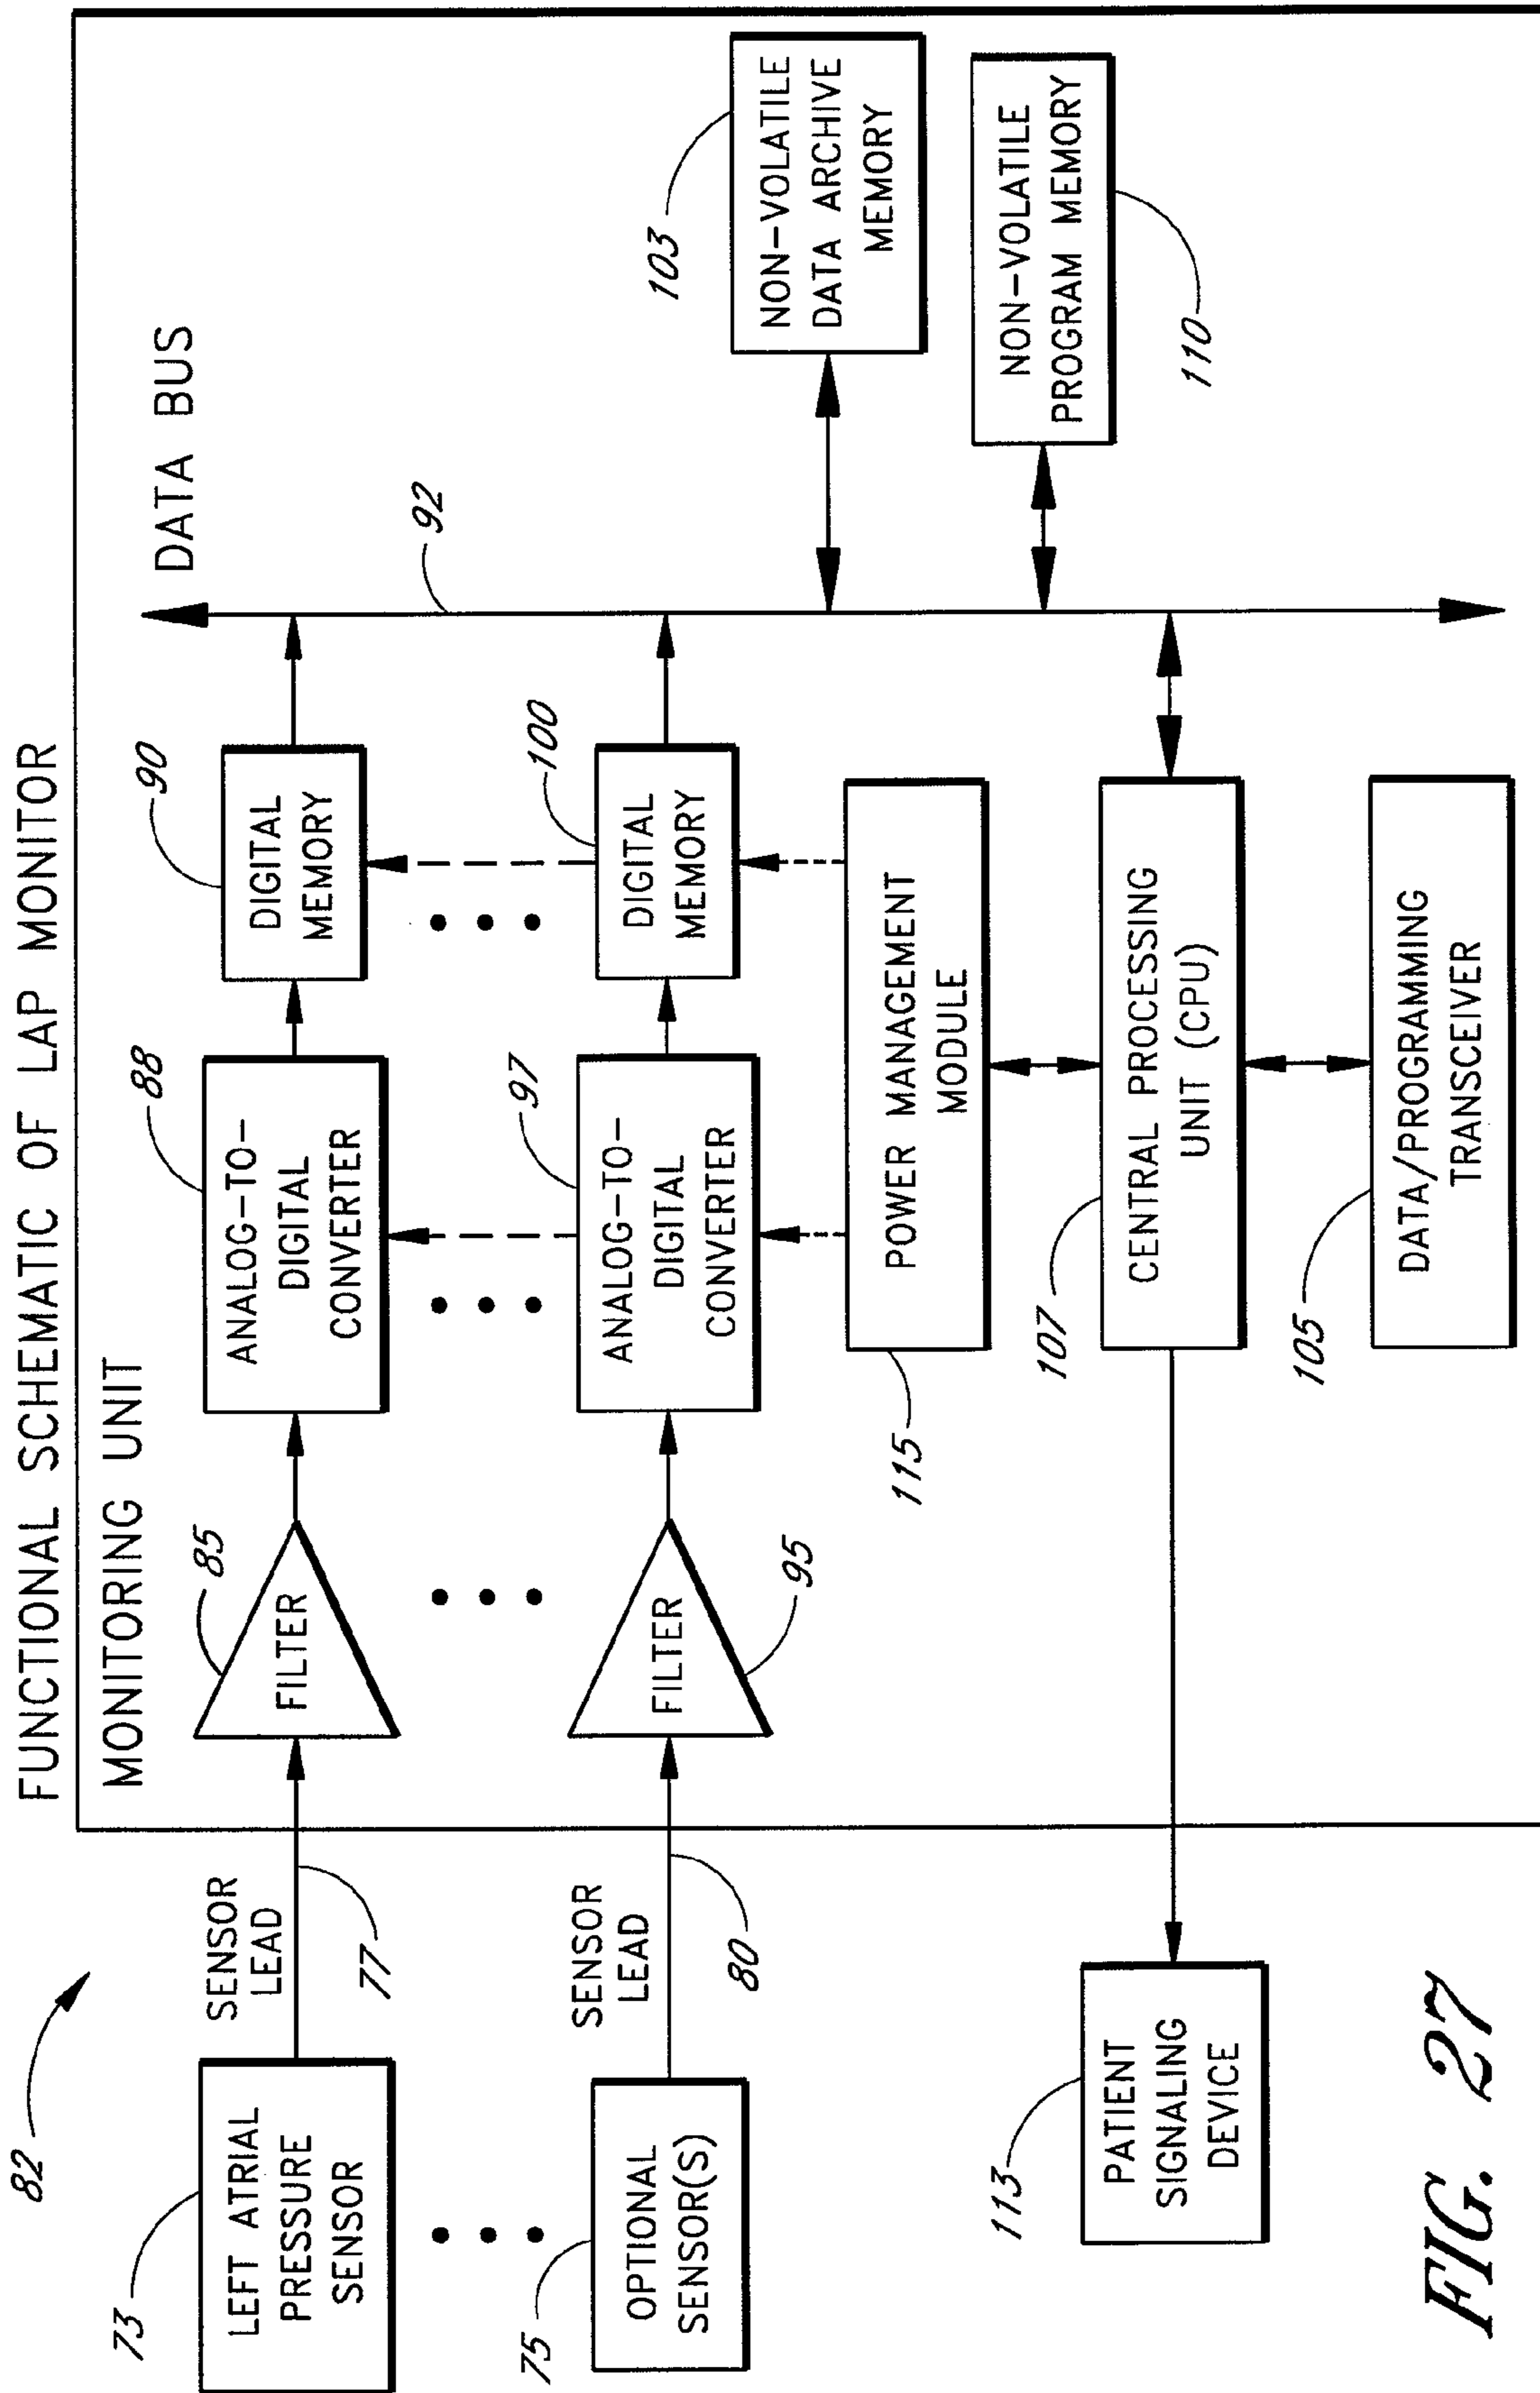 FUNCTIONAL SCHEMATIC OF LAP MONITOR
82
MONITORING UNIT
DATA BUS
73
LEFT ATRIAL
PRESSURE
SENSOR
SENSOR
LEAD
77
85
FILTER
88
ANALOG-TO-
DIGITAL
CONVERTER
90
DIGITAL
MEMORY
92
103
NON-VOLATILE
DATA ARCHIVE
MEMORY
75
OPTIONAL
SENSOR(S)
SENSOR
LEAD
80
FILTER
95
97
ANALOG-TO-
DIGITAL
CONVERTER
100
DIGITAL
MEMORY
NON-VOLATILE
PROGRAM MEMORY
110
115
POWER MANAGEMENT
MODULE
113
PATIENT
SIGNALING
DEVICE
107
CENTRAL PROCESSING
UNIT (CPU)
105
DATA/PROGRAMMING
TRANSCEIVER
FIG. 27